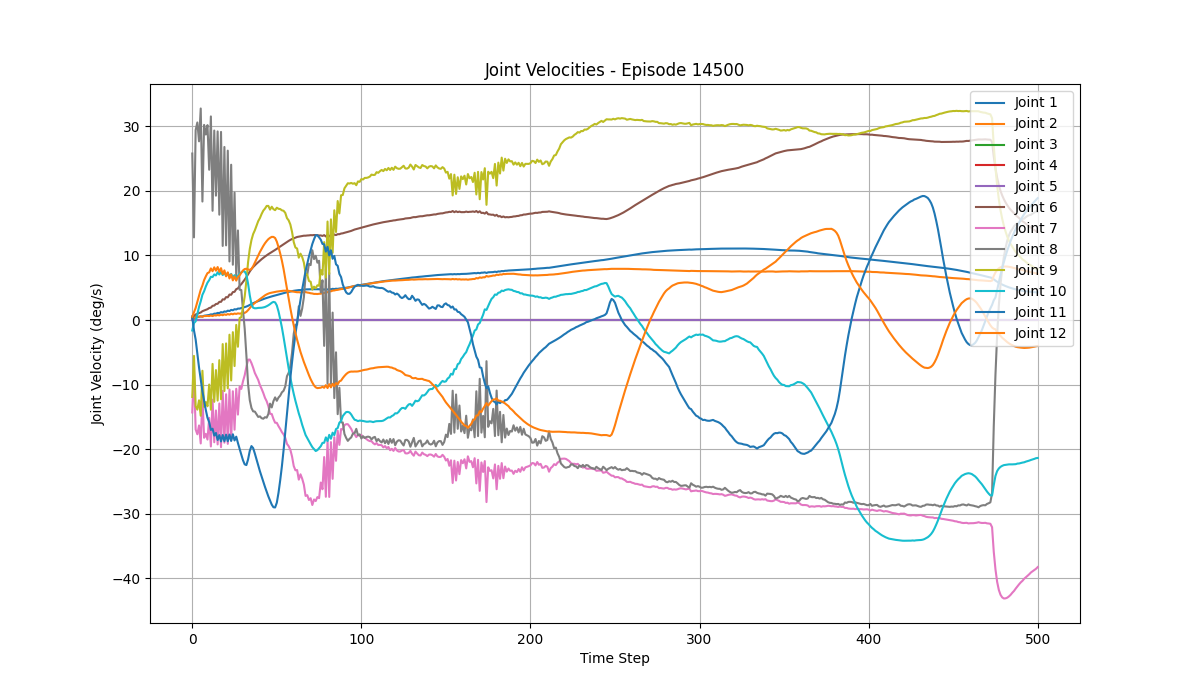 Joint Velocities - Episode 14500
Joint Velocity (deg/s)
30
20
10
0
−10
−20
−30
−40
0 100 200 300 400 500
Time Step
Joint 1
Joint 2
Joint 3
Joint 4
Joint 5
Joint 6
Joint 7
Joint 8
Joint 9
Joint 10
Joint 11
Joint 12